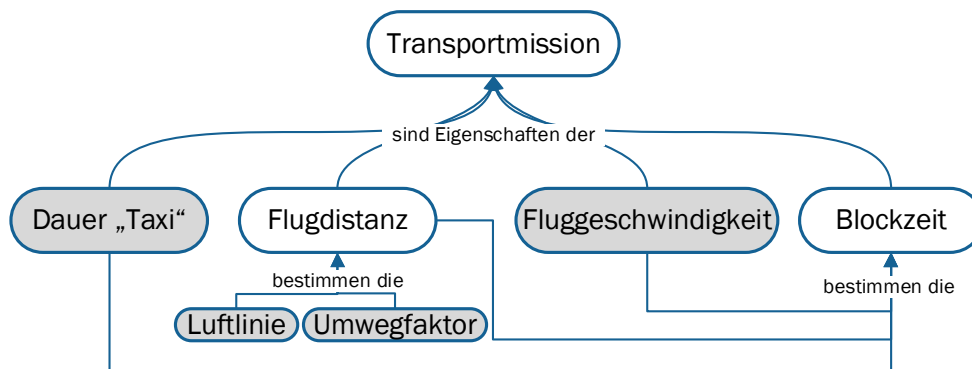 Transportmission
sind Eigenschaften der
Dauer „Taxi“
Flugdistanz
Fluggeschwindigkeit
Blockzeit
bestimmen die
bestimmen die
Luftlinie
Umwegfaktor